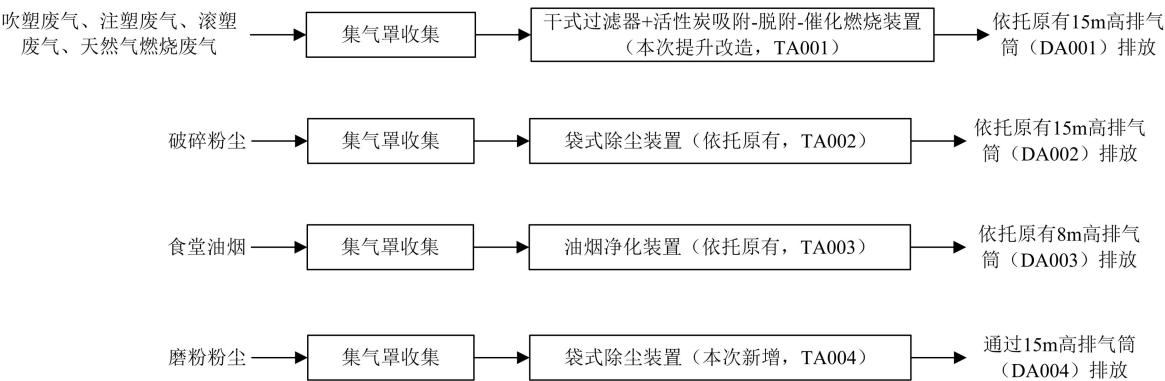 吹塑废气、注塑废气、滚塑
废气、天然气燃烧废气
集气罩收集
干式过滤器+活性炭吸附-脱附-催化燃烧装置
（本次提升改造，TA001）
依托原有15m高排气
筒（DA001）排放
破碎粉尘
集气罩收集
袋式除尘装置（依托原有，TA002）
依托原有15m高排气
筒（DA002）排放
食堂油烟
集气罩收集
油烟净化装置（依托原有，TA003）
依托原有8m高排气
筒（DA003）排放
磨粉粉尘
集气罩收集
袋式除尘装置（本次新增，TA004）
通过15m高排气筒
（DA004）排放